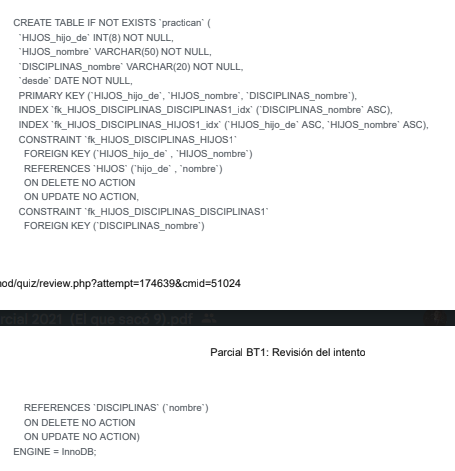 CREATE TABLE IF NOT EXISTS `practican` (
`HIJOS_hijo_de` INT(8) NOT NULL,
`HIJOS_nombre` VARCHAR(50) NOT NULL,
`DISCIPLINAS_nombre` VARCHAR(20) NOT NULL,
`desde` DATE NOT NULL,
PRIMARY KEY (`HIJOS_hijo_de`, `HIJOS_nombre`, `DISCIPLINAS_nombre`),
INDEX `fk_HIJOS_DISCIPLINAS_DISCIPLINAS1_idx` (`DISCIPLINAS_nombre` ASC),
INDEX `fk_HIJOS_DISCIPLINAS_HIJOS1_idx` (`HIJOS_hijo_de` ASC, `HIJOS_nombre` ASC),
CONSTRAINT `fk_HIJOS_DISCIPLINAS_HIJOS1`
FOREIGN KEY (`HIJOS_hijo_de` , `HIJOS_nombre`)
REFERENCES `HIJOS` (`hijo_de` , `nombre`)
ON DELETE NO ACTION
ON UPDATE NO ACTION,
CONSTRAINT `fk_HIJOS_DISCIPLINAS_DISCIPLINAS1`
FOREIGN KEY (`DISCIPLINAS_nombre`)
nod/quiz/review.php?attempt=174639&cmid=51024
rcial 2021 (El que sacó 9).pdf
Parcial BT1: Revisión del intento
REFERENCES `DISCIPLINAS` (`nombre`)
ON DELETE NO ACTION
ON UPDATE NO ACTION)
ENGINE = InnoDB;